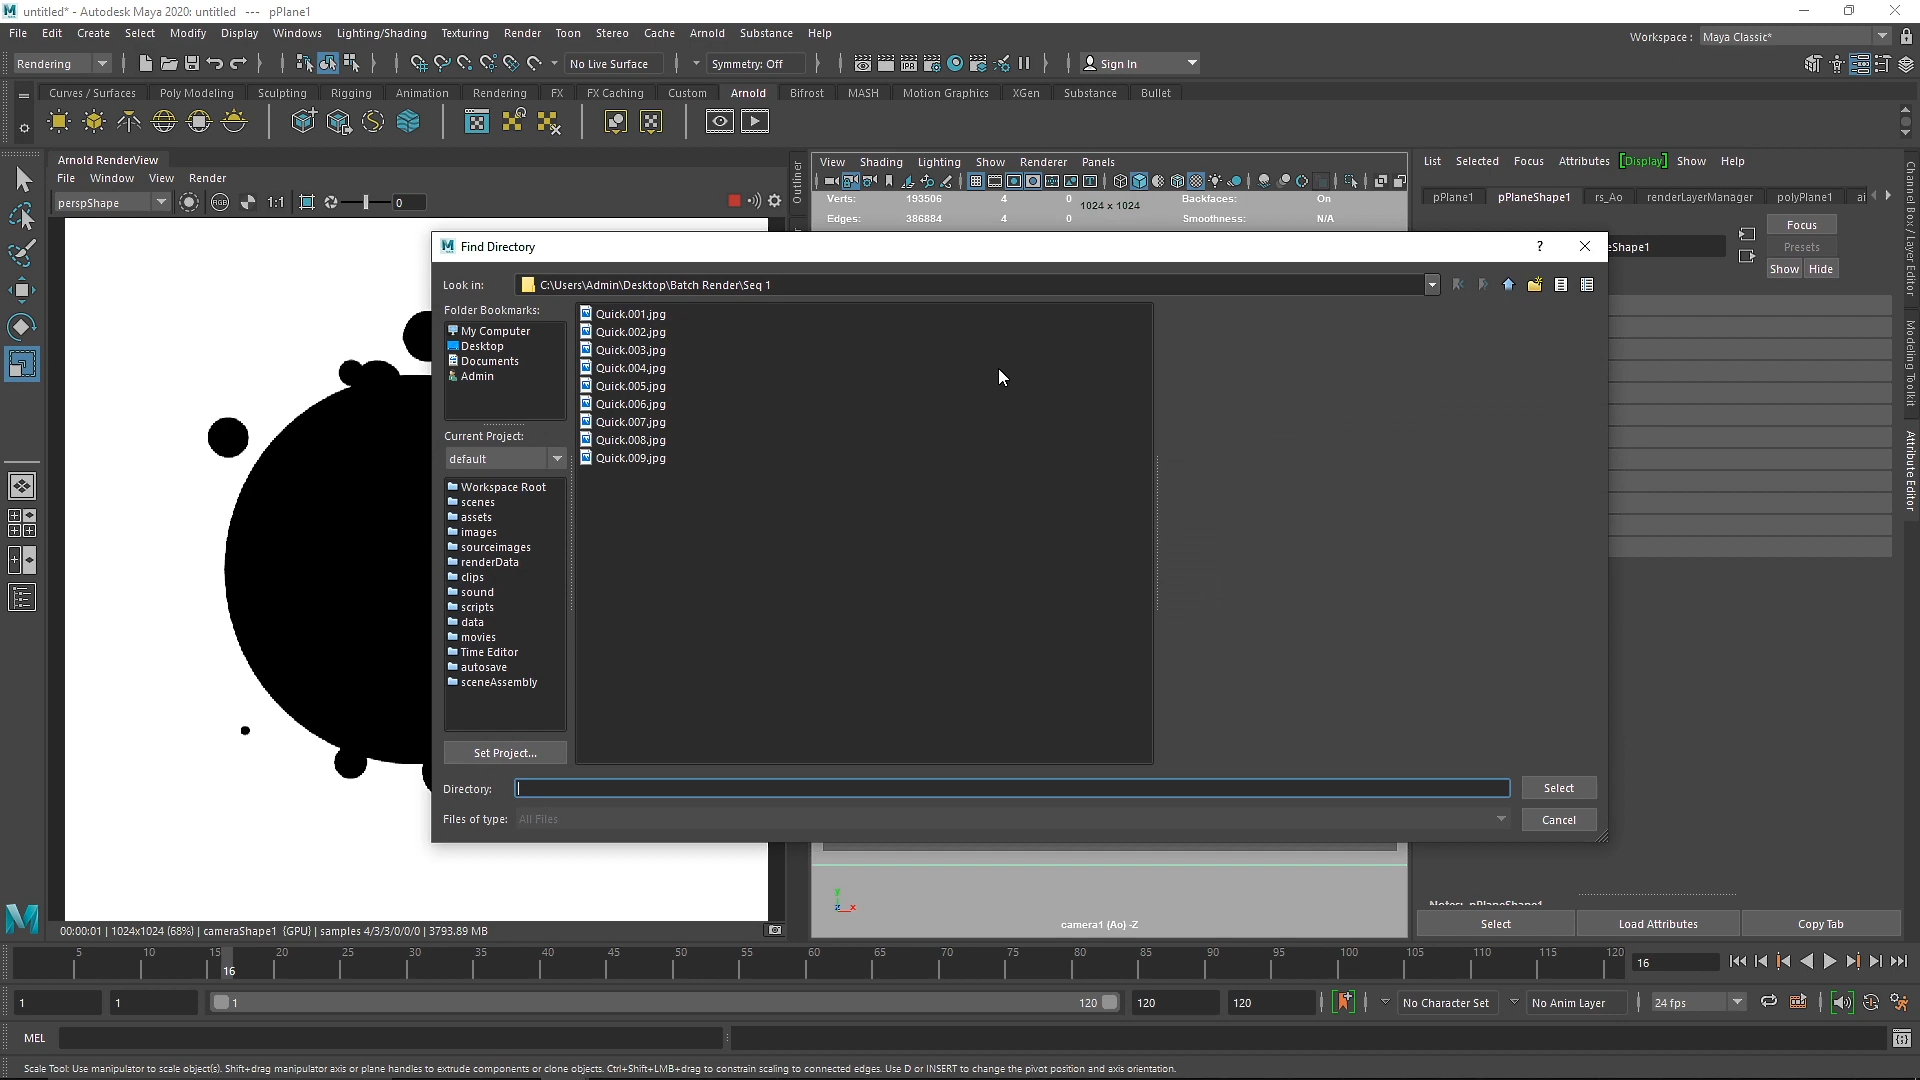 untitled* - Autodesk Maya 2020: untitled --- pPlane1
File Edit Create Select Modify Display Windows Lighting/Shading Texturing Render Toon Stereo Cache Arnold Substance Help
Workspace : Maya Classic*
Rendering No Live Surface Symmetry: Off Sign In
Curves / Surfaces Poly Modeling Sculpting Rigging Animation Rendering FX FX Caching Custom Arnold Bifrost MASH Motion Graphics XGen Substance Bullet
Arnold RenderView
File Window View Render
perspShape RGB 1:1 0
Outliner
View Shading Lighting Show Renderer Panels
Verts: 193506 4 0 Backfaces: On
1024 x 1024
Edges: 386884 4 0 Smoothness: N/A
List Selected Focus Attributes [Display] Show Help
pPlane1 pPlaneShape1 rs_Ao renderLayerManager polyPlane1 ai
Focus
Presets
Show Hide
eShape1
Channel Box / Layer Editor
Modeling Toolkit
Attribute Editor
Find Directory ?
Look in: C:\Users\Admin\Desktop\Batch Render\Seq 1
Folder Bookmarks:
My Computer
Desktop
Documents
Admin
Current Project:
default
Workspace Root
scenes
assets
images
sourceimages
renderData
clips
sound
scripts
data
movies
Time Editor
autosave
sceneAssembly
Set Project...
Quick.001.jpg
Quick.002.jpg
Quick.003.jpg
Quick.004.jpg
Quick.005.jpg
Quick.006.jpg
Quick.007.jpg
Quick.008.jpg
Quick.009.jpg
Directory: Select
Files of type: All Files Cancel
camera1 (Ao) -Z
Notes: pPlaneShape1
Select Load Attributes Copy Tab
00:00:01 | 1024x1024 (68%) | cameraShape1 {GPU} | samples 4/3/3/0/0/0 | 3793.89 MB
5 10 15 20 25 30 35 40 45 50 55 60 65 70 75 80 85 90 95 100 105 110 115 120
16 16
1 1 1 120 120 120 No Character Set No Anim Layer 24 fps
MEL
Scale Tool: Use manipulator to scale object(s). Shift+drag manipulator axis or plane handles to extrude components or clone objects. Ctrl+Shift+LMB+drag to constrain scaling to connected edges. Use D or INSERT to change the pivot position and axis orientation.